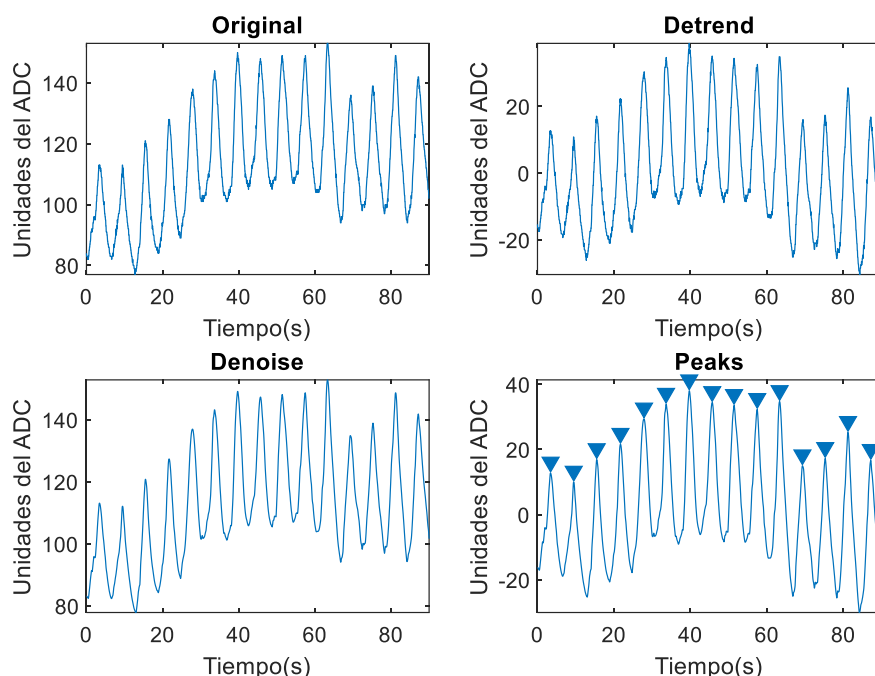 Original
Unidades del ADC
140
120
100
80
0 20 40 60 80
Tiempo(s)
Detrend
Unidades del ADC
20
0
-20
0 20 40 60 80
Tiempo(s)
Denoise
Unidades del ADC
140
120
100
80
0 20 40 60 80
Tiempo(s)
Peaks
Unidades del ADC
40
20
0
-20
0 20 40 60 80
Tiempo(s)